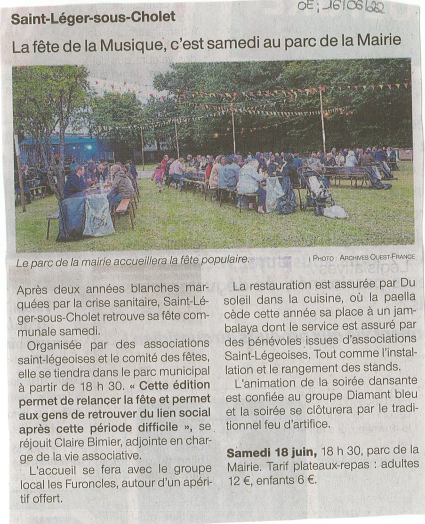 OE; 16/06/22
Saint-Léger-sous-Cholet
La fête de la Musique, c'est samedi au parc de la Mairie
Le parc de la mairie accueillera la fête populaire.
| PHOTO : ARCHIVES OUEST-FRANCE
Après deux années blanches mar-
quées par la crise sanitaire, Saint-Lé-
ger-sous-Cholet retrouve sa fête com-
munale samedi.
Organisée par des associations
saint-légeoises et le comité des fêtes,
elle se tiendra dans le parc municipal
à partir de 18 h 30. « Cette édition
permet de relancer la fête et permet
aux gens de retrouver du lien social
après cette période difficile », se
réjouit Claire Bimier, adjointe en char-
ge de la vie associative.
L'accueil se fera avec le groupe
local les Furoncles, autour d'un apéri-
tif offert.
La restauration est assurée par Du
soleil dans la cuisine, où la paella
cède cette année sa place à un jam-
balaya dont le service est assuré par
des bénévoles issues d'associations
Saint-Légeoises. Tout comme l'instal-
lation et le rangement des stands.
L'animation de la soirée dansante
est confiée au groupe Diamant bleu
et la soirée se clôturera par le tradi-
tionnel feu d'artifice.
Samedi 18 juin, 18 h 30, parc de la
Mairie. Tarif plateaux-repas : adultes
12 €, enfants 6 €.